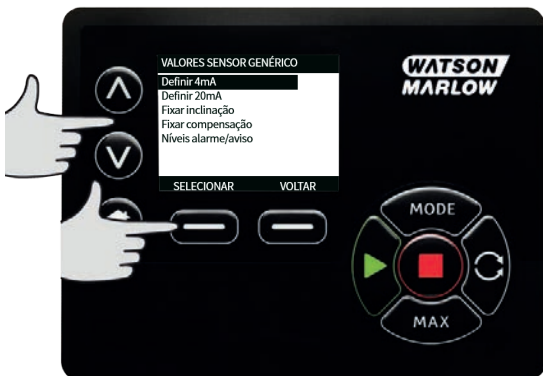 VALORES SENSOR GENÉRICO
Definir 4mA
Definir 20mA
Fixar inclinação
Fixar compensação
Níveis alarme/aviso
SELECIONAR VOLTAR
WATSON
MARLOW
MODE
MAX